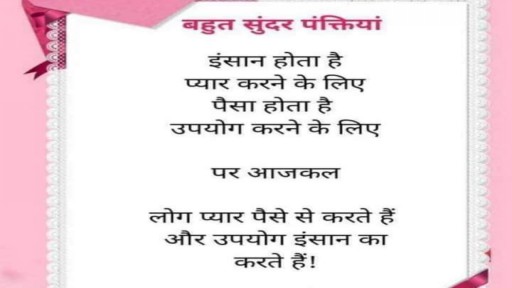 बहुत सुंदर पंक्तियां
इंसान होता है
प्यार करने के लिए
पैसा होता है
उपयोग करने के लिए
पर आजकल
लोग प्यार पैसे से करते हैं
और उपयोग इंसान का
करते हैं!